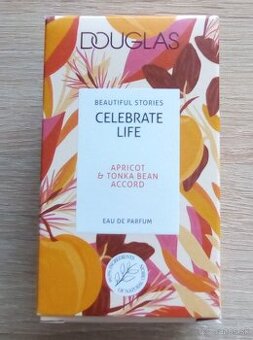 DOUGLAS
BEAUTIFUL STORIES
CELEBRATE
LIFE
APRICOT
& TONKA BEAN
ACCORD
EAU DE PARFUM